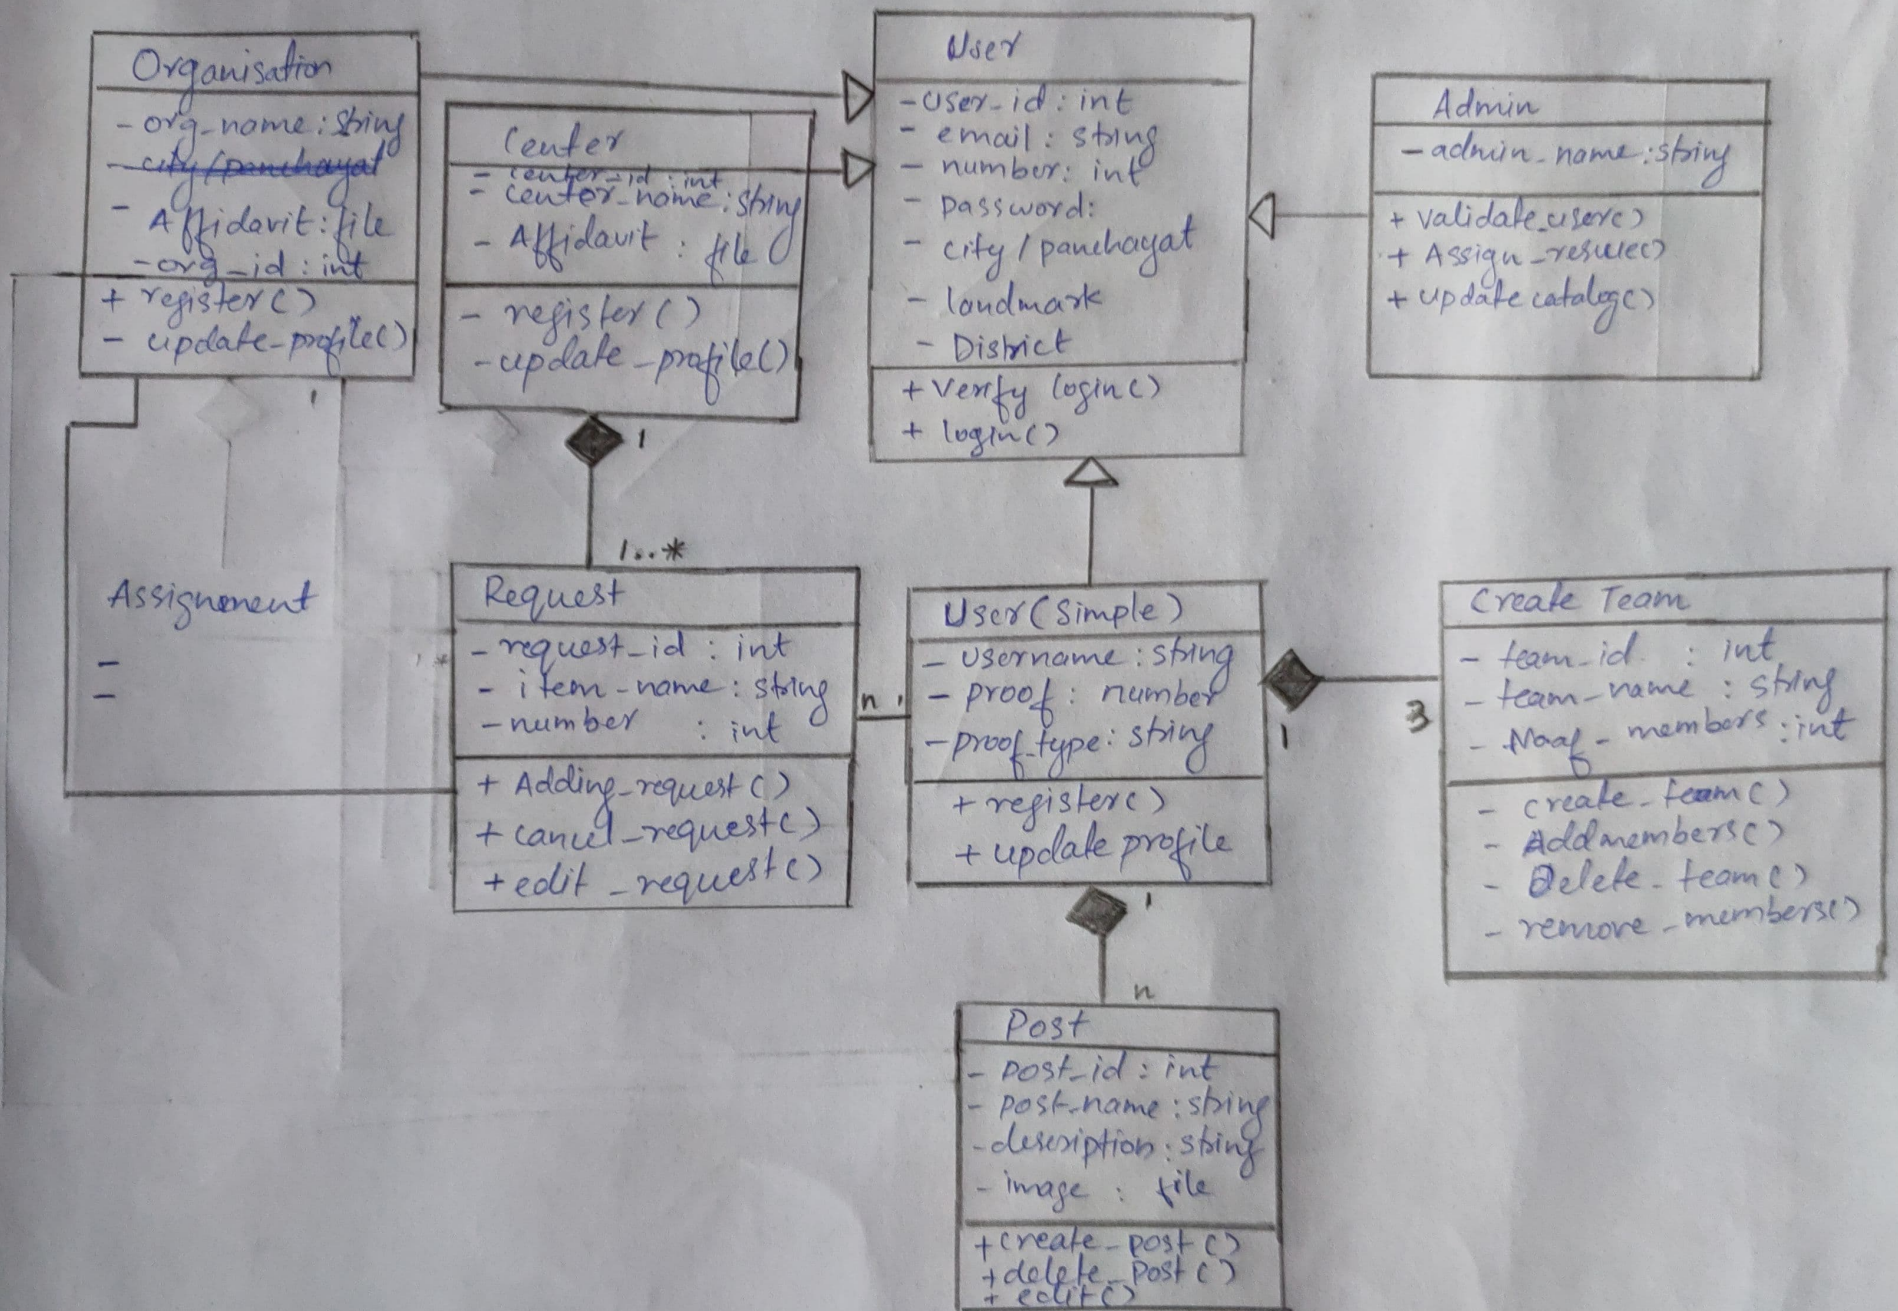 Organisation
- org_name : string
- city/panchayat
- Affidavit : file
- org_id : int
+ register()
- update_profile()
Center
- center_id : int
- center_name : string
- Affidavit : file
- register()
- update_profile()
User
- user_id : int
- email : string
- number : int
- password :
- city / panchayat
- landmark
- District
+ Verify login()
+ login()
Admin
- admin_name : string
+ validate_user()
+ Assign_rescue()
+ update catalog()
1
1
1..*
Assignment
-
-
Request
- request_id : int
- item_name : string
- number : int
+ Adding_request()
+ cancel_request()
+ edit_request()
n
User (Simple)
- username : string
- proof : number
- proof_type : string
+ register()
+ update profile
1
3
Create Team
- team_id : int
- team_name : string
- members : int
- create_team()
- Addmembers()
- Delete_team()
- remove_members()
1
n
Post
- post_id : int
- post_name : string
- description : string
- image : file
+ create_post()
+ delete_post()
+ edit()